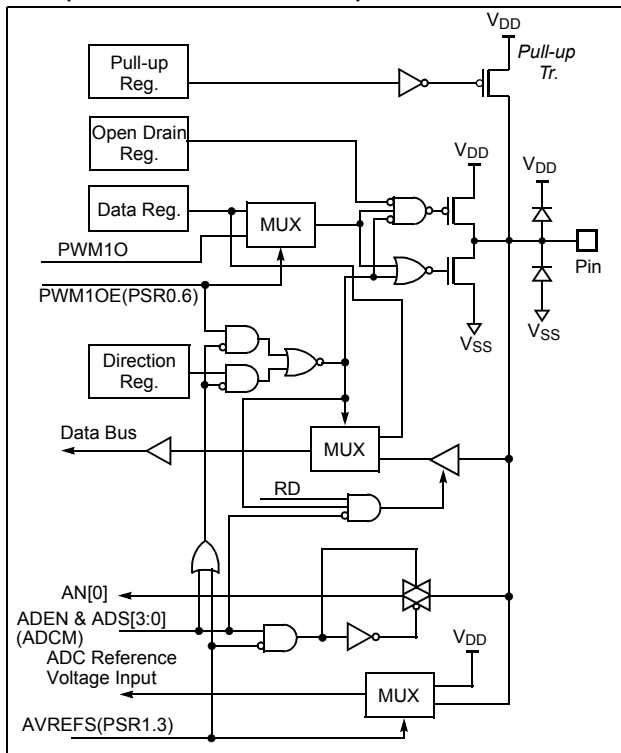 VDD
Pull-up
Reg.
Pull-up
Tr.
Open Drain
Reg.
VDD
VDD
Data Reg.
MUX
PWM1O
Pin
PWM1OE(PSR0.6)
VSS
VSS
Direction
Reg.
Data Bus
MUX
RD
AN[0]
ADEN & ADS[3:0]
(ADCM)
VDD
ADC Reference
Voltage Input
MUX
AVREFS(PSR1.3)